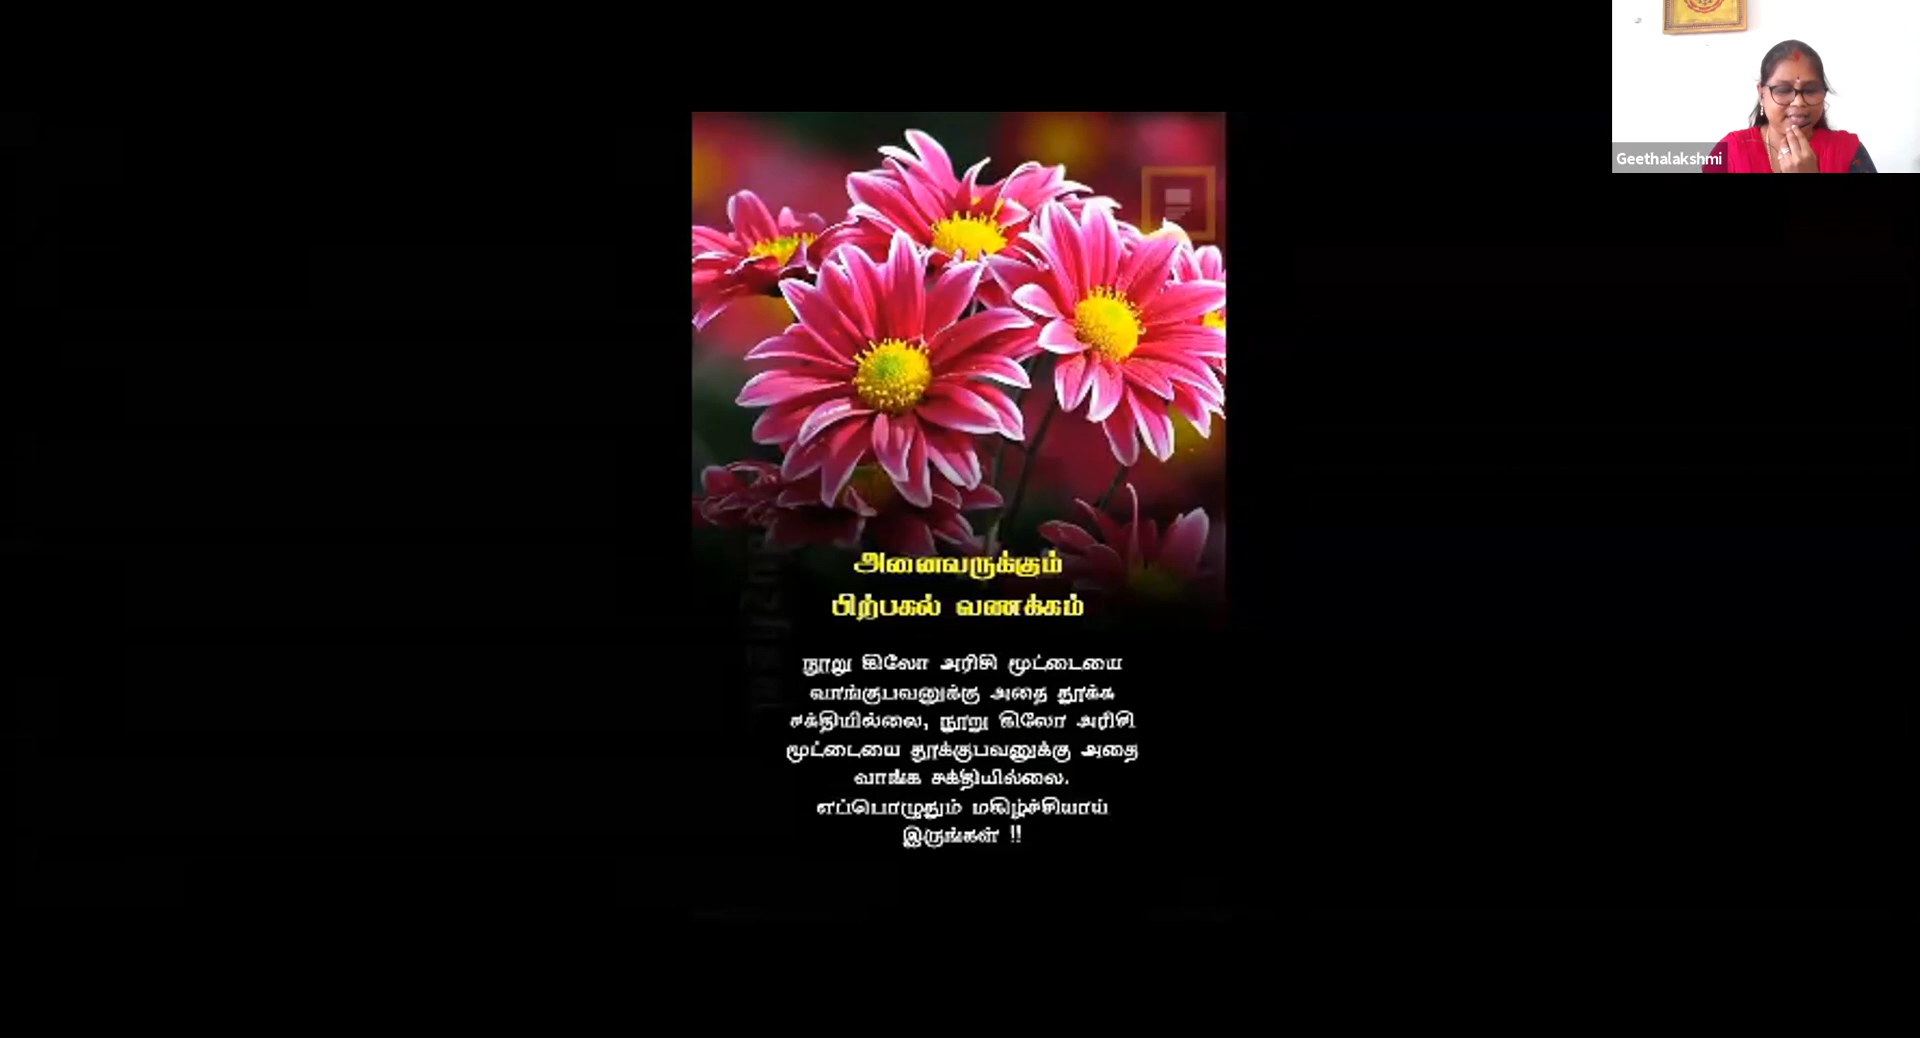 Geethalakshmi
அனைவருக்கும்
பிற்பகல் வணக்கம்
நூறு கிலோ அரிசி மூட்டையை
வாங்குபவனுக்கு அதை தூக்க
சக்தியில்லை, நூறு கிலோ அரிசி
மூட்டையை தூக்குபவனுக்கு அதை
வாங்க சக்தியில்லை.
எப்பொழுதும் மகிழ்ச்சியாய்
இருங்கள் !!